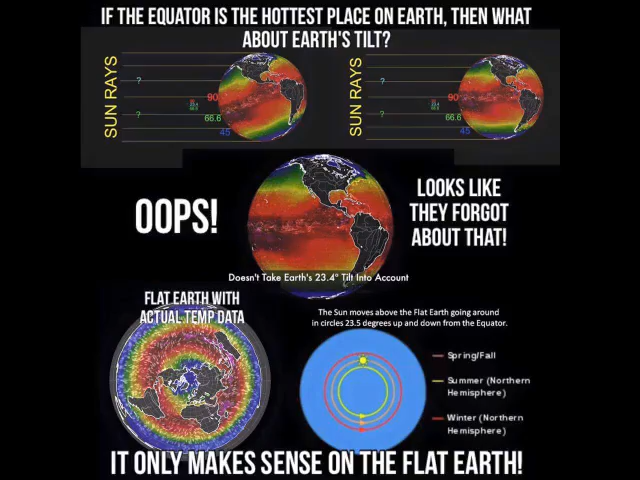 IF THE EQUATOR IS THE HOTTEST PLACE ON EARTH, THEN WHAT
ABOUT EARTH'S TILT?
SUN RAYS
?
?
90
66.6
45
SUN RAYS
?
?
90
66.6
45
OOPS!
LOOKS LIKE
THEY FORGOT
ABOUT THAT!
Doesn't Take Earth's 23.4° Tilt Into Account
FLAT EARTH WITH
ACTUAL TEMP DATA
The Sun moves above the Flat Earth going around
in circles 23.5 degrees up and down from the Equator.
Spring/Fall
Summer (Northern
Hemisphere)
Winter (Northern
Hemisphere)
IT ONLY MAKES SENSE ON THE FLAT EARTH!